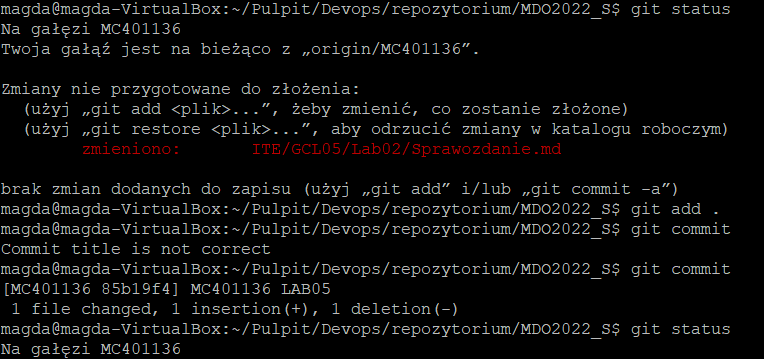 magda@magda-VirtualBox:~/Pulpit/Devops/repozytorium/MDO2022_S$ git status
Na gałęzi MC401136
Twoja gałąź jest na bieżąco z „origin/MC401136”.
Zmiany nie przygotowane do złożenia:
(użyj „git add <plik>...”, żeby zmienić, co zostanie złożone)
(użyj „git restore <plik>...”, aby odrzucić zmiany w katalogu roboczym)
zmieniono: ITE/GCL05/Lab02/Sprawozdanie.md
brak zmian dodanych do zapisu (użyj „git add” i/lub „git commit -a”)
magda@magda-VirtualBox:~/Pulpit/Devops/repozytorium/MDO2022_S$ git add .
magda@magda-VirtualBox:~/Pulpit/Devops/repozytorium/MDO2022_S$ git commit
Commit title is not correct
magda@magda-VirtualBox:~/Pulpit/Devops/repozytorium/MDO2022_S$ git commit
[MC401136 85b19f4] MC401136 LAB05
1 file changed, 1 insertion(+), 1 deletion(-)
magda@magda-VirtualBox:~/Pulpit/Devops/repozytorium/MDO2022_S$ git status
Na gałęzi MC401136